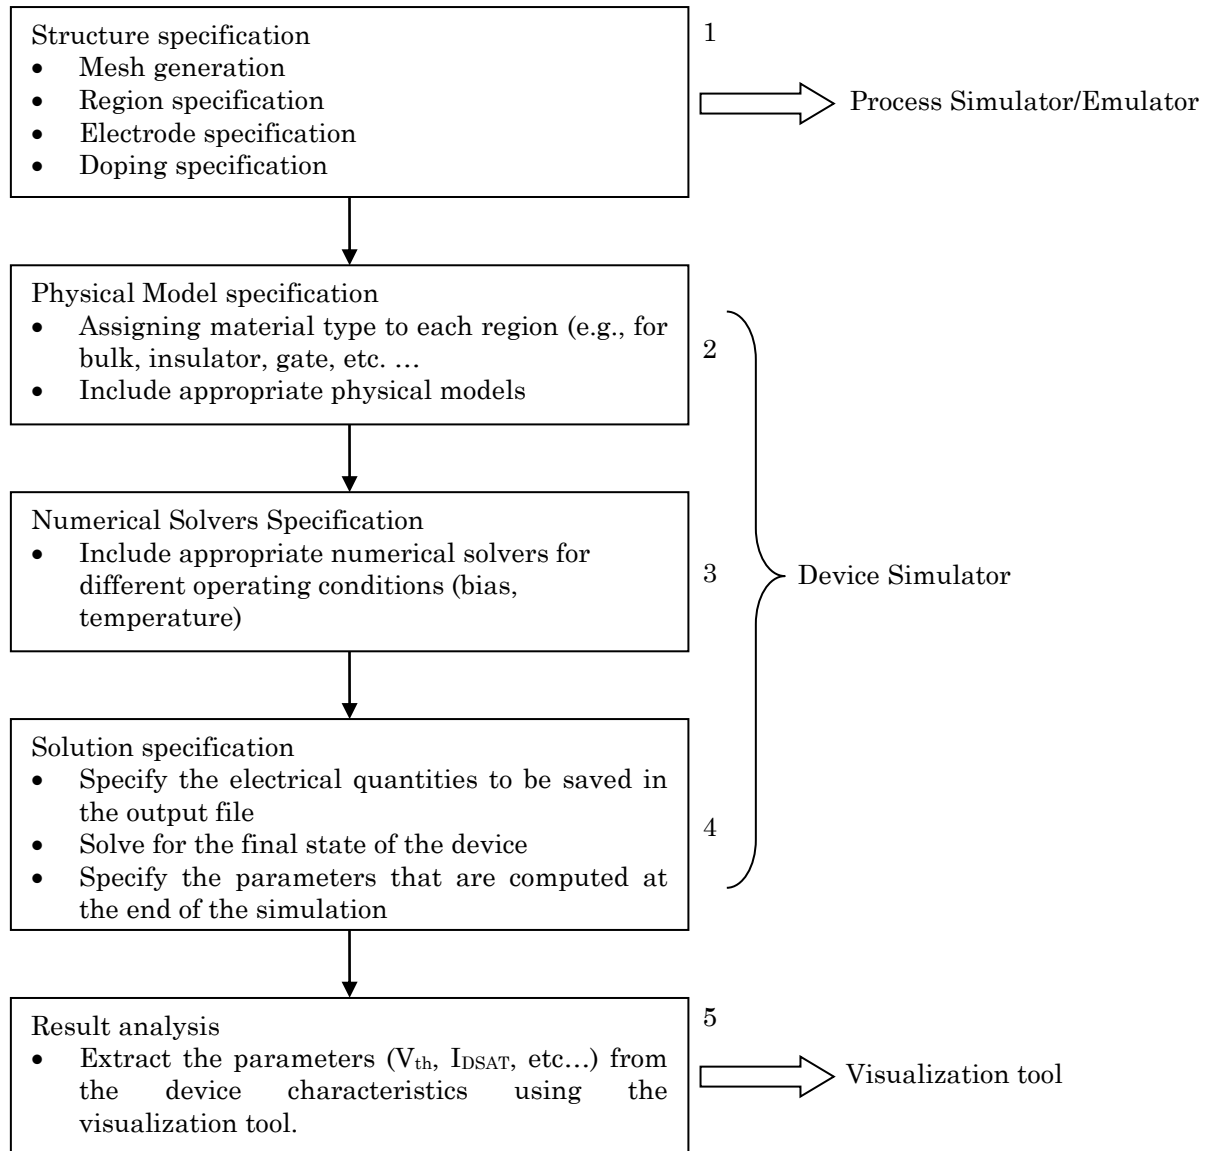 Structure specification
• Mesh generation
• Region specification
• Electrode specification
• Doping specification
1
Process Simulator/Emulator
Physical Model specification
• Assigning material type to each region (e.g., for
bulk, insulator, gate, etc. …
• Include appropriate physical models
2
Numerical Solvers Specification
• Include appropriate numerical solvers for
different operating conditions (bias,
temperature)
3
Device Simulator
Solution specification
• Specify the electrical quantities to be saved in
the output file
• Solve for the final state of the device
• Specify the parameters that are computed at
the end of the simulation
4
Result analysis
• Extract the parameters (Vth, IDSAT, etc…) from
the device characteristics using the
visualization tool.
5
Visualization tool